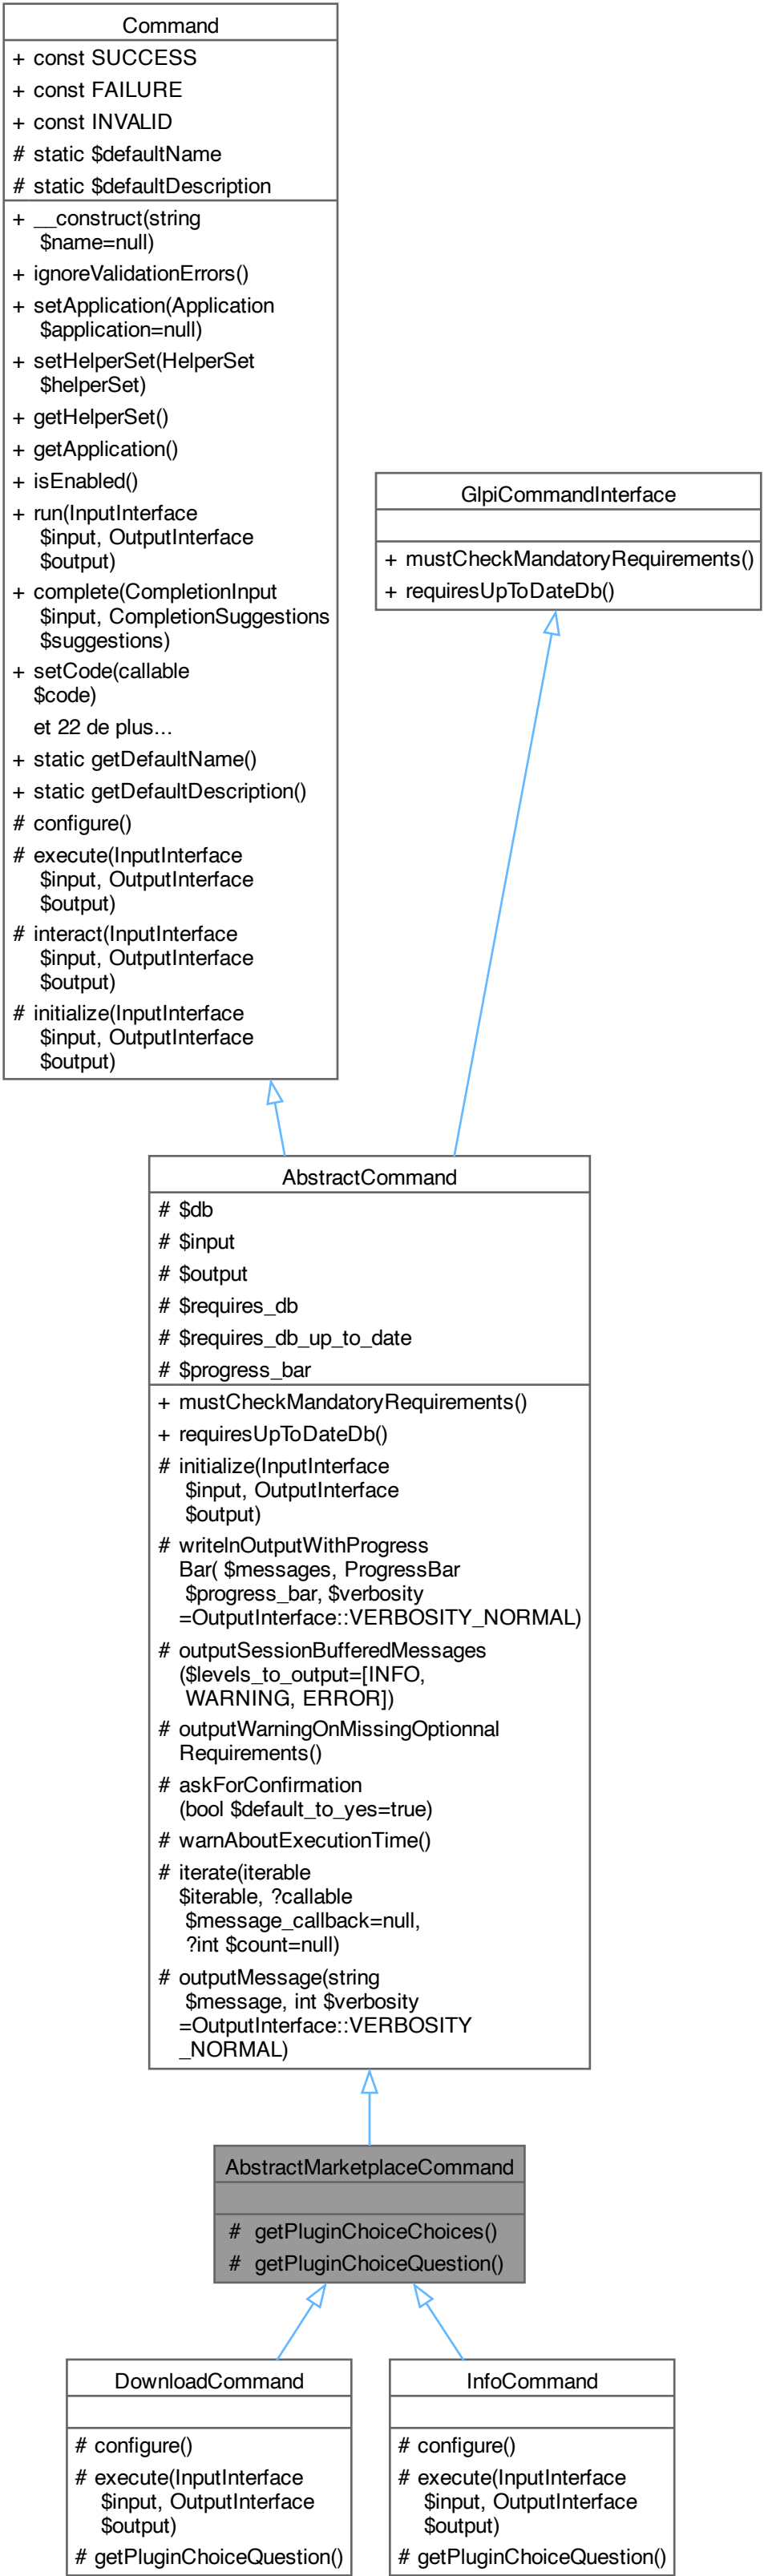 Command
+ const SUCCESS
+ const FAILURE
+ const INVALID
# static $defaultName
# static $defaultDescription
+ __construct(string
$name=null)
+ ignoreValidationErrors()
+ setApplication(Application
$application=null)
+ setHelperSet(HelperSet
$helperSet)
+ getHelperSet()
+ getApplication()
+ isEnabled()
+ run(InputInterface
$input, OutputInterface
$output)
+ complete(CompletionInput
$input, CompletionSuggestions
$suggestions)
+ setCode(callable
$code)
et 22 de plus...
+ static getDefaultName()
+ static getDefaultDescription()
# configure()
# execute(InputInterface
$input, OutputInterface
$output)
# interact(InputInterface
$input, OutputInterface
$output)
# initialize(InputInterface
$input, OutputInterface
$output)
GlpiCommandInterface
+ mustCheckMandatoryRequirements()
+ requiresUpToDateDb()
AbstractCommand
# $db
# $input
# $output
# $requires_db
# $requires_db_up_to_date
# $progress_bar
+ mustCheckMandatoryRequirements()
+ requiresUpToDateDb()
# initialize(InputInterface
$input, OutputInterface
$output)
# writelnOutputWithProgress
Bar( $messages, ProgressBar
$progress_bar, $verbosity
=OutputInterface::VERBOSITY_NORMAL)
# outputSessionBufferedMessages
($levels_to_output=[INFO,
WARNING, ERROR])
# outputWarningOnMissingOptionnal
Requirements()
# askForConfirmation
(bool $default_to_yes=true)
# warnAboutExecutionTime()
# iterate(iterable
$iterable, ?callable
$message_callback=null,
?int $count=null)
# outputMessage(string
$message, int $verbosity
=OutputInterface::VERBOSITY
_NORMAL)
AbstractMarketplaceCommand
# getPluginChoiceChoices()
# getPluginChoiceQuestion()
DownloadCommand
# configure()
# execute(InputInterface
$input, OutputInterface
$output)
# getPluginChoiceQuestion()
InfoCommand
# configure()
# execute(InputInterface
$input, OutputInterface
$output)
# getPluginChoiceQuestion()